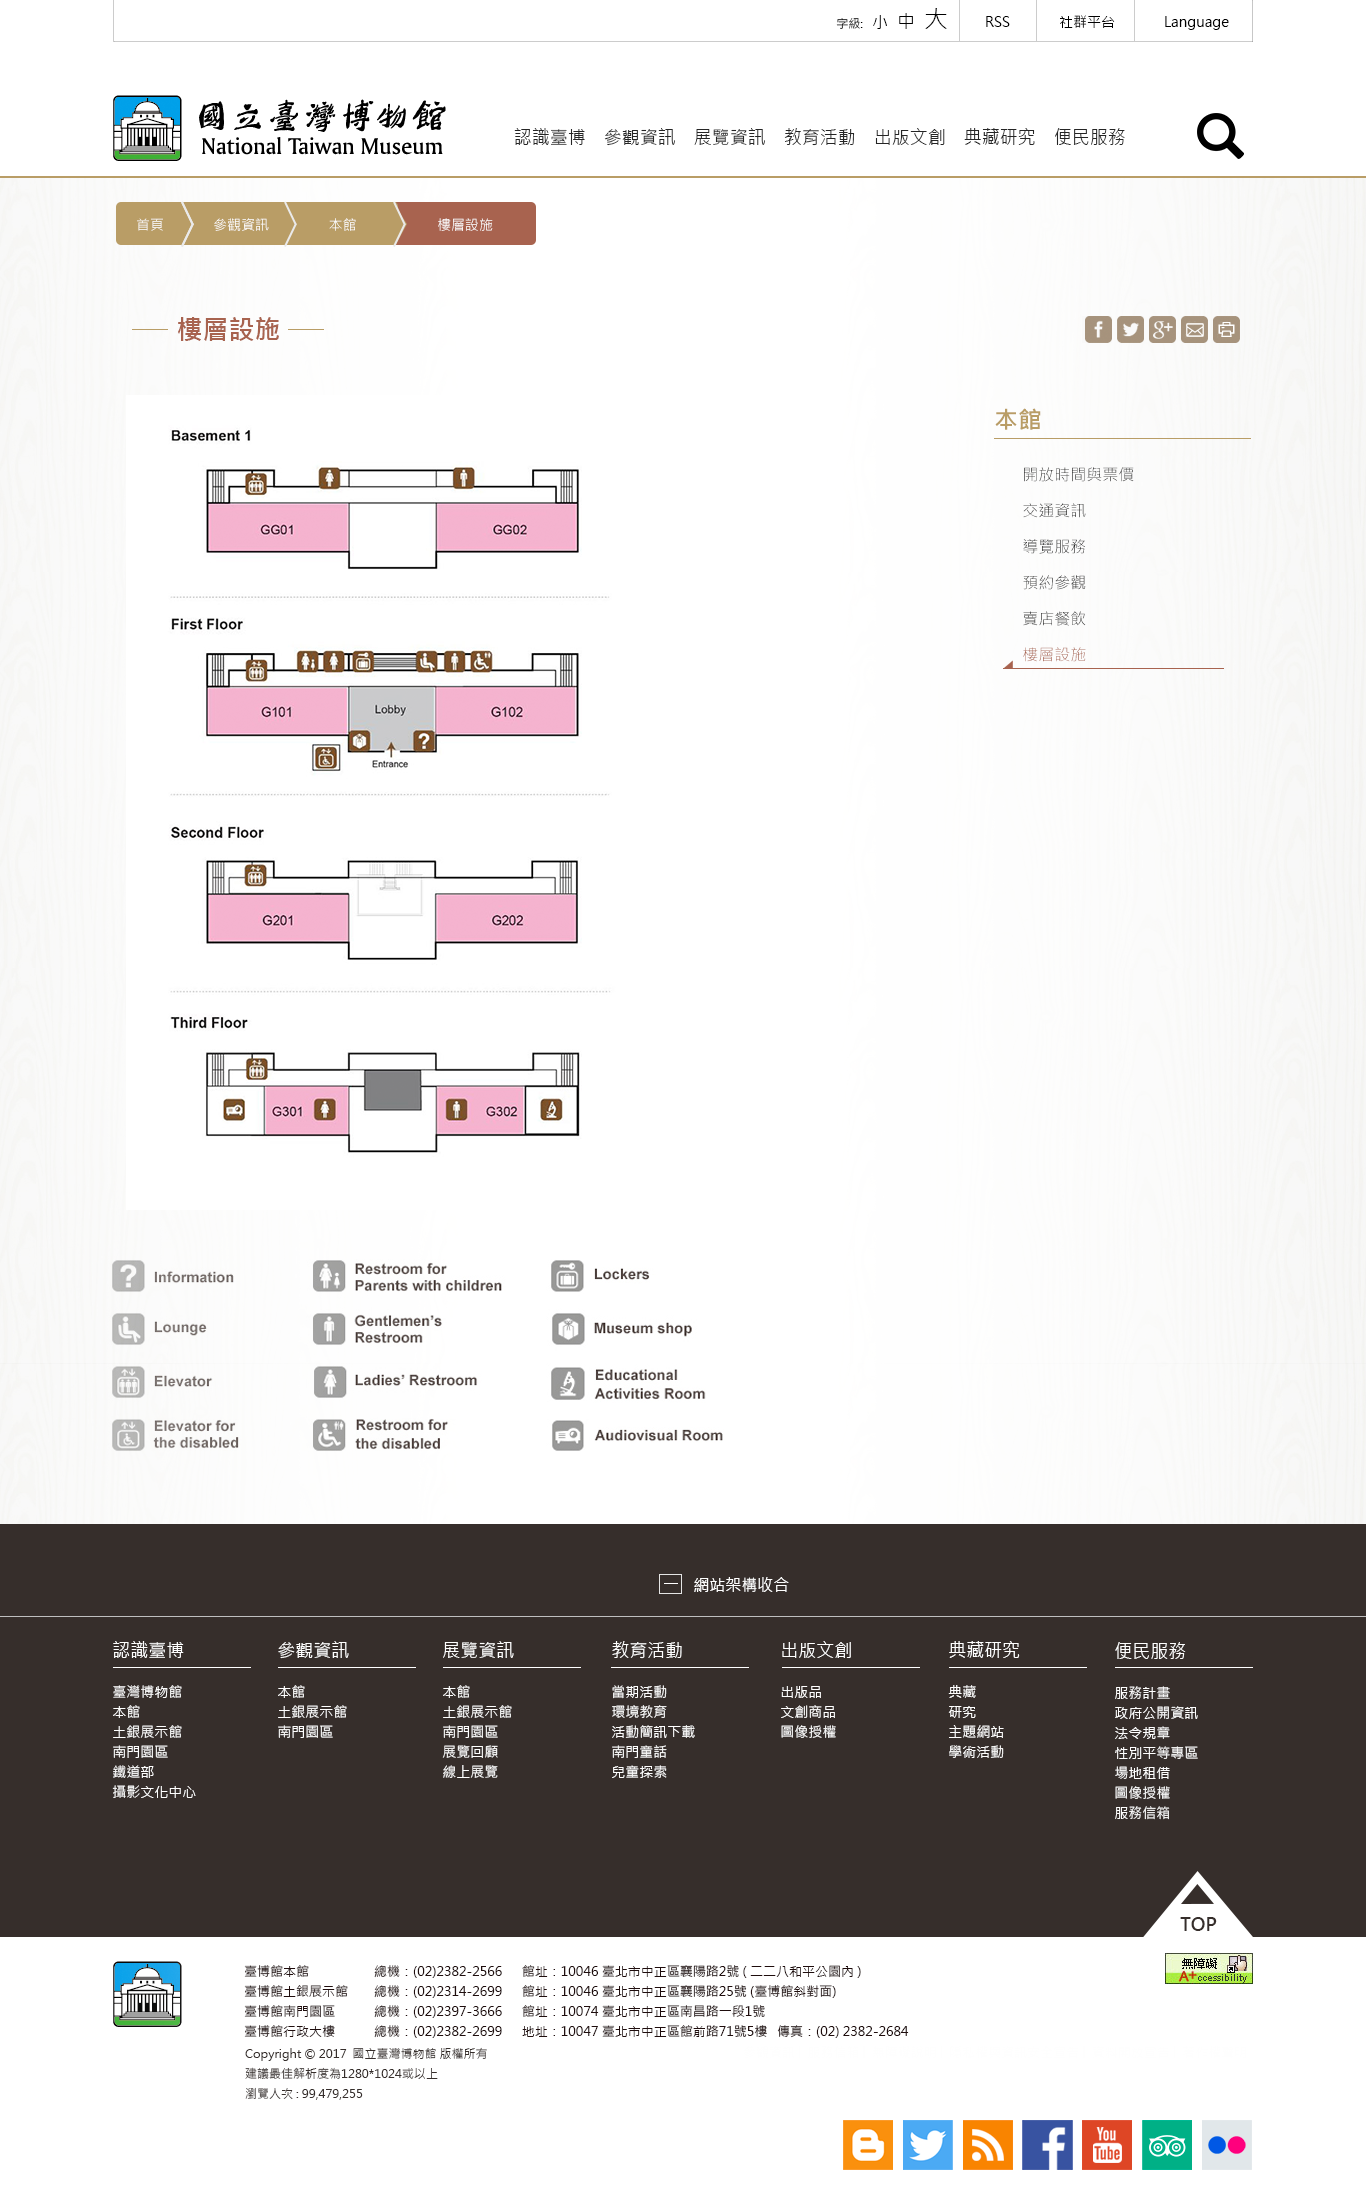 字級: 小 中 大 RSS 社群平台 Language
國立臺灣博物館
National Taiwan Museum
認識臺博 參觀資訊 展覽資訊 教育活動 出版文創 典藏研究 便民服務
首頁 參觀資訊 本館 樓層設施
樓層設施
f g+
本館
開放時間與票價
交通資訊
導覽服務
預約參觀
賣店餐飲
樓層設施
Basement 1
GG01 GG02
First Floor
G101 Lobby G102
?
Entrance
Second Floor
G201 G202
Third Floor
G301 G302
? Information
Lounge
Elevator
Elevator for
the disabled
Restroom for
Parents with children
Gentlemen's
Restroom
Ladies' Restroom
Restroom for
the disabled
Lockers
Museum shop
Educational
Activities Room
Audiovisual Room
網站架構收合
認識臺博
臺灣博物館
本館
土銀展示館
南門園區
鐵道部
攝影文化中心
參觀資訊
本館
土銀展示館
南門園區
展覽資訊
本館
土銀展示館
南門園區
展覽回顧
線上展覽
教育活動
當期活動
環境教育
活動簡訊下載
南門童話
兒童探索
出版文創
出版品
文創商品
圖像授權
典藏研究
典藏
研究
主題網站
學術活動
便民服務
服務計畫
政府公開資訊
法令規章
性別平等專區
場地租借
圖像授權
服務信箱
TOP
無障礙
A+ccessibility
臺博館本館 總機：(02)2382-2566 館址：10046 臺北市中正區襄陽路2號 ( 二二八和平公園內 )
臺博館土銀展示館 總機：(02)2314-2699 館址：10046 臺北市中正區襄陽路25號 (臺博館斜對面)
臺博館南門園區 總機：(02)2397-3666 館址：10074 臺北市中正區南昌路一段1號
臺博館行政大樓 總機：(02)2382-2699 地址：10047 臺北市中正區館前路71號5樓 傳真：(02) 2382-2684
Copyright © 2017 國立臺灣博物館 版權所有
建議最佳解析度為1280*1024或以上
瀏覽人次 : 99,479,255
You
Tube